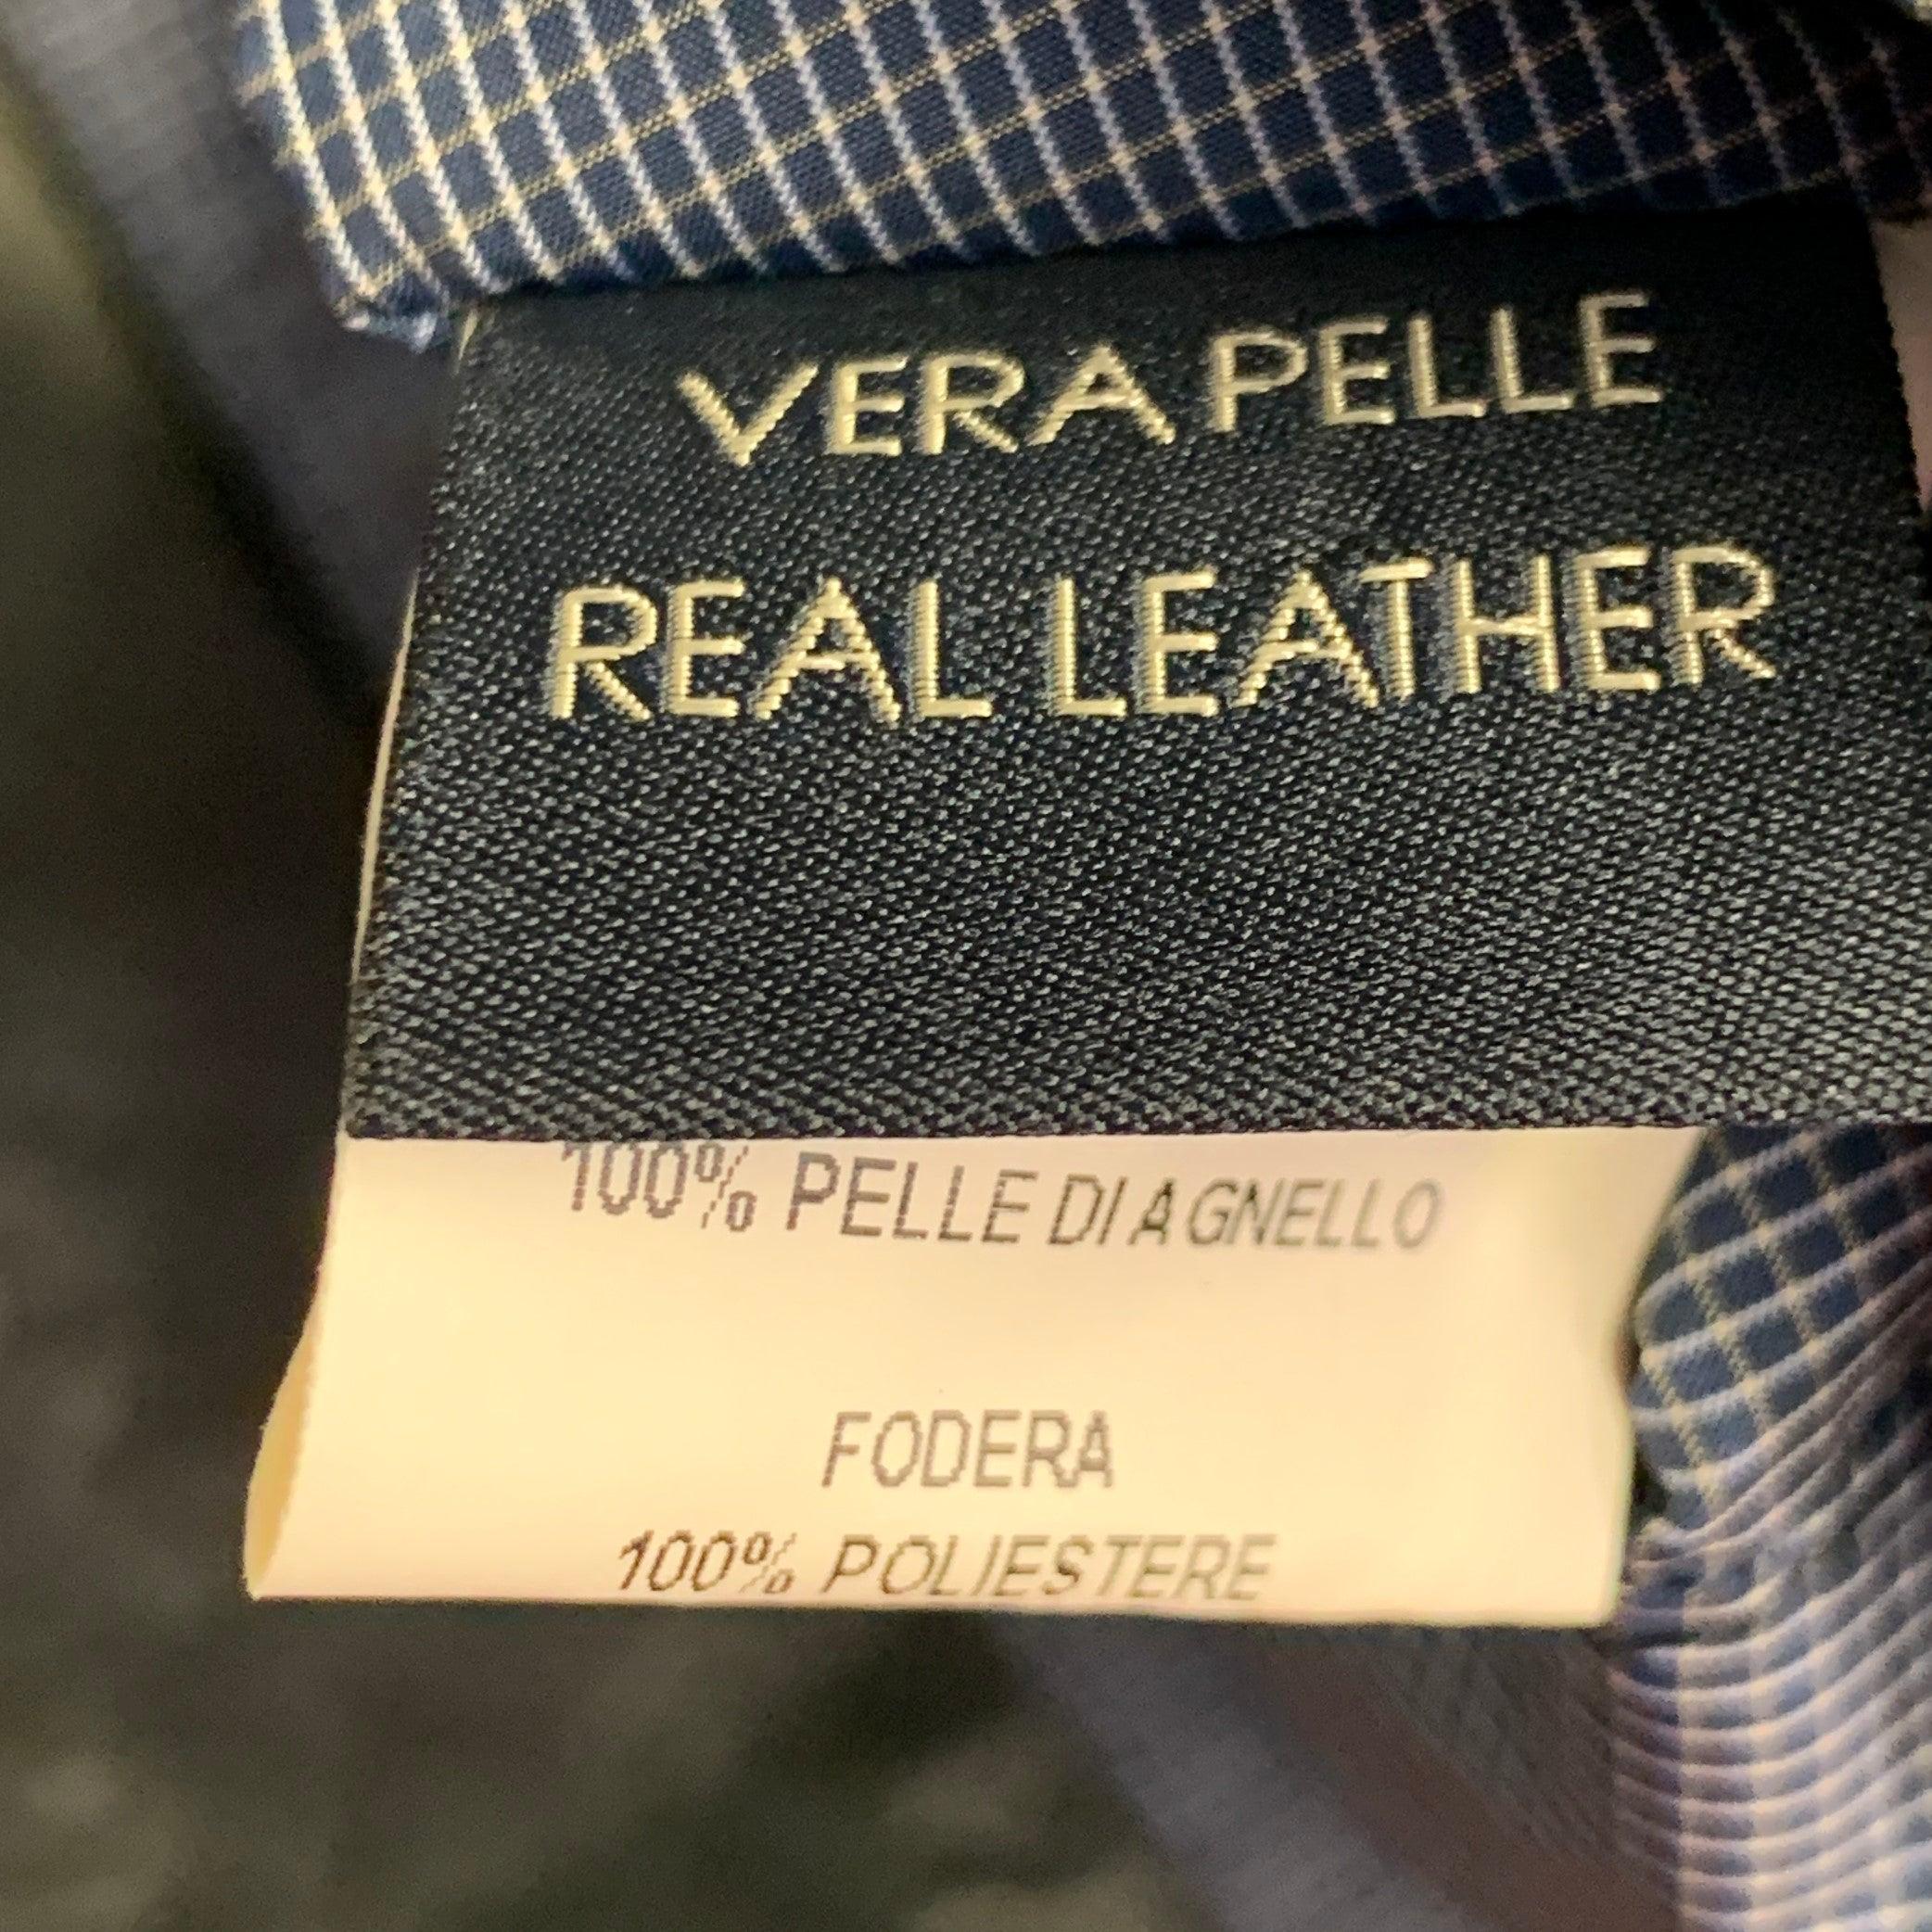 VERA PELLE
REAL LEATHER
100% PELLE DI AGNELLO
FODERA
100% POLIESTERE